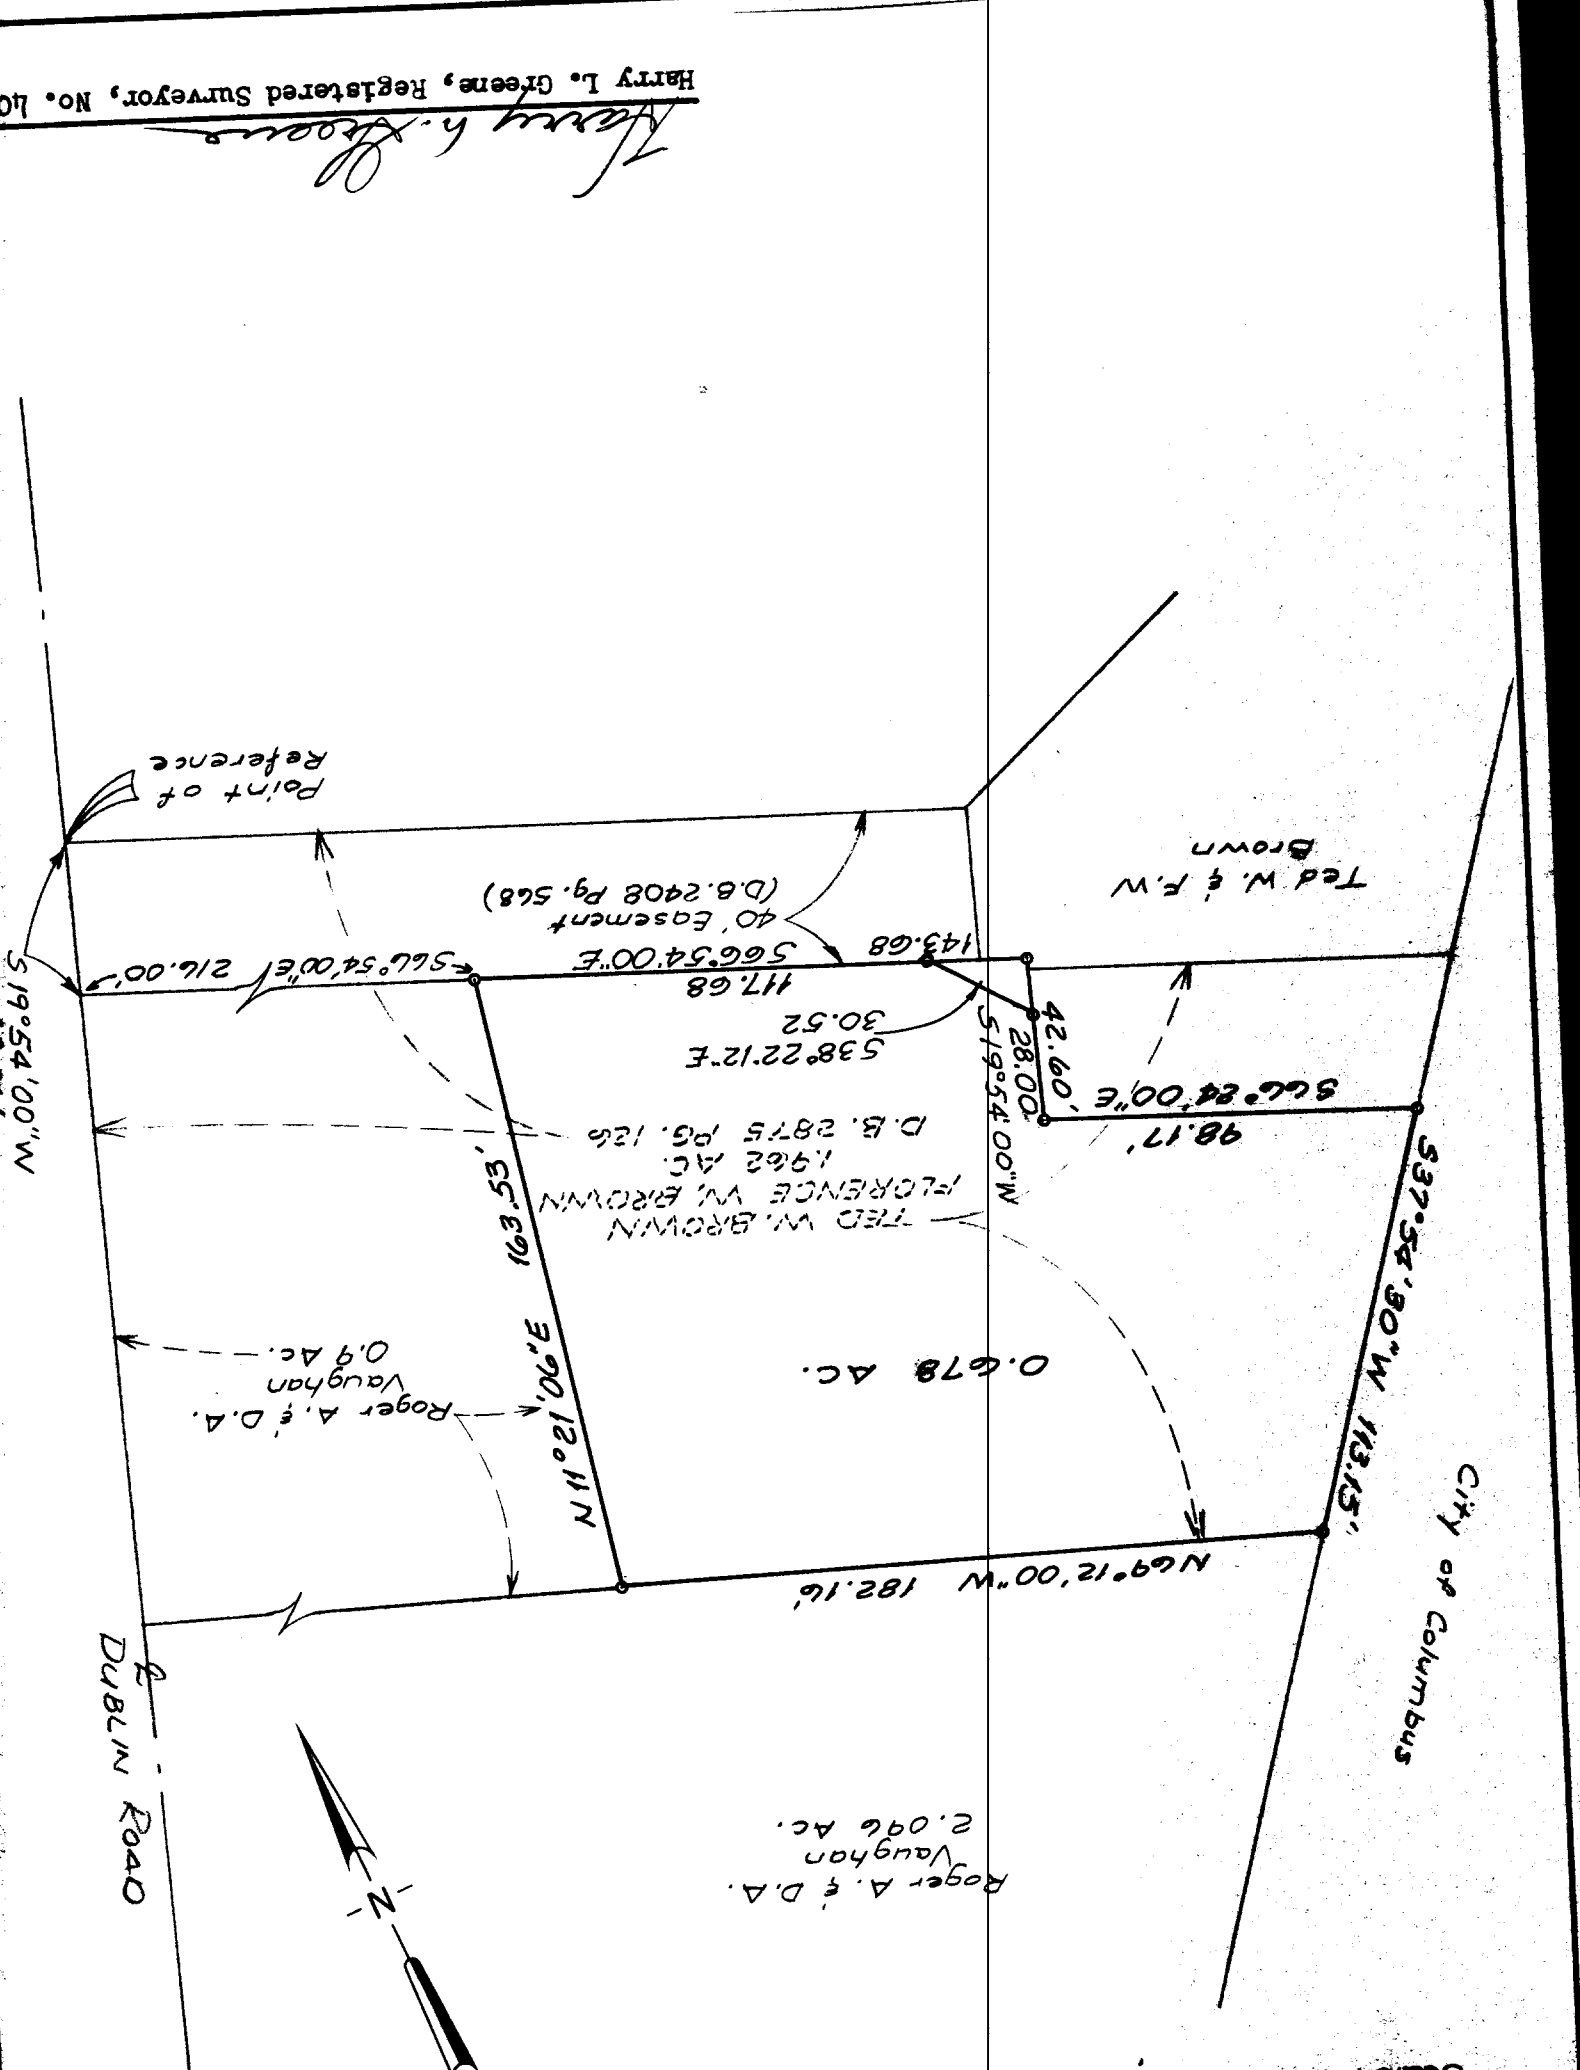 Roger A. & D.A.
Vaughan
2.096 Ac.
City of Columbus
DUBLIN ROAD
N
N69°12'00"W 182.16'
S37°54'30"W 113.15'
0.678 AC.
N11°21'06"E 163.53'
Roger A. & D.A.
Vaughan
0.9 Ac.
TED W. BROWN
FLORENCE W. BROWN
1.962 AC.
D.B. 2875 PG. 126
98.17'
S66°24'00"E
42.60'
28.00
S19°54'00"W
S38°22'12"E
30.52
117.68
S66°54'00"E
143.68
S66°54'00"E 216.00'
40' Easement
(D.B. 2408 Pg. 568)
Ted W. & F.W
Brown
Point of
Reference
S19°54'00"W
Harry L. Greene
Harry L. Greene, Registered Surveyor, No. 40